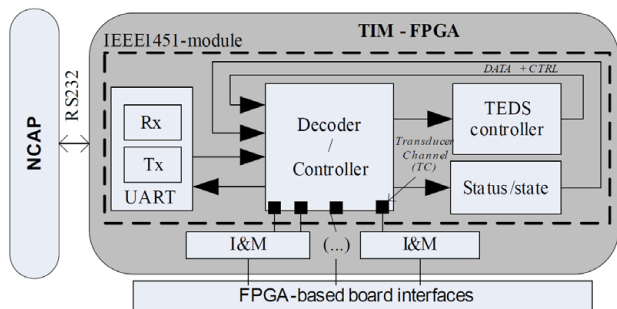 TIM - FPGA
IEEE1451-module
DATA + CTRL
NCAP
RS232
Rx
Tx
UART
Decoder
/
Controller
TEDS
controller
Transducer
Channel
(TC)
Status/state
I&M
(...)
I&M
FPGA-based board interfaces